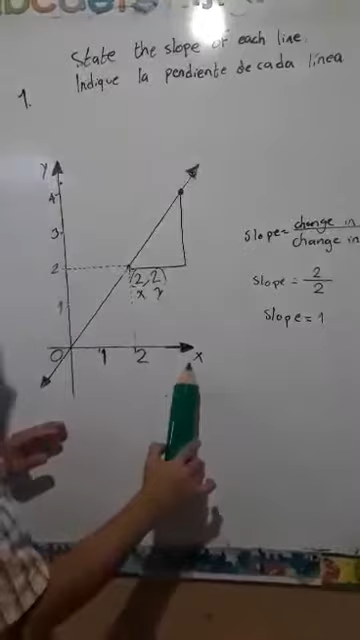 State the slope of each line.
Indique la pendiente de cada línea
1.
y
4
3
2
1
(2,2)
x y
0 1 2 x
slope = change in
change in
slope = 2
2
slope = 1